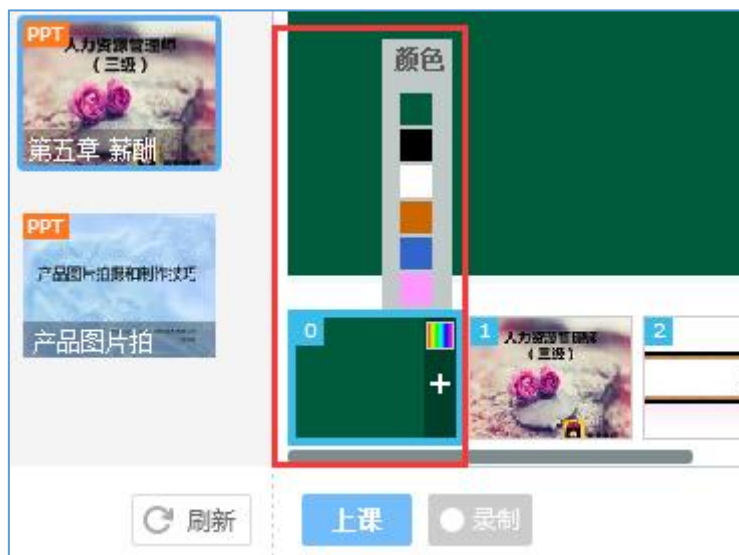 PPT
人力资源管理师
（三级）
第五章 薪酬
PPT
产品图片拍摄和制作技巧
产品图片拍
颜色
0
1
人力资源管理师
（三级）
2
刷新
上课
录制